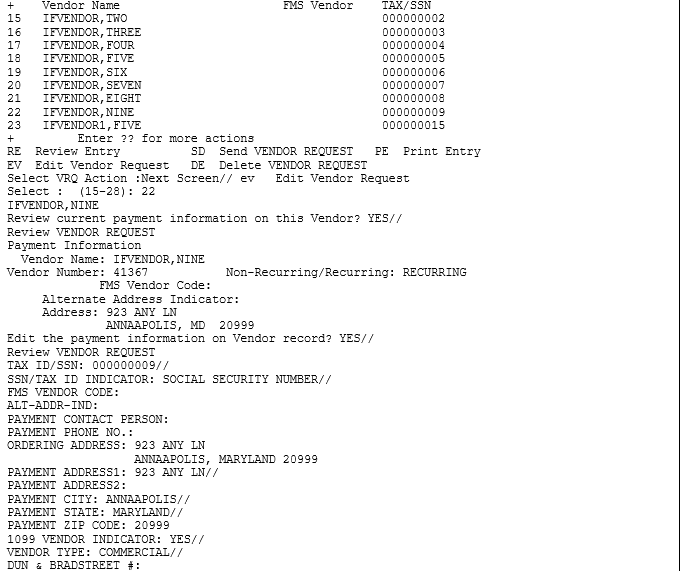 +    Vendor Name                       FMS Vendor    TAX/SSN
15   IFVENDOR,TWO                                    000000002
16   IFVENDOR,THREE                                  000000003
17   IFVENDOR,FOUR                                   000000004
18   IFVENDOR,FIVE                                   000000005
19   IFVENDOR,SIX                                    000000006
20   IFVENDOR,SEVEN                                  000000007
21   IFVENDOR,EIGHT                                  000000008
22   IFVENDOR,NINE                                   000000009
23   IFVENDOR1,FIVE                                  000000015
+         Enter ?? for more actions
RE  Review Entry          SD  Send VENDOR REQUEST   PE  Print Entry
EV  Edit Vendor Request   DE  Delete VENDOR REQUEST
Select VRQ Action :Next Screen// ev   Edit Vendor Request
Select :  (15-28): 22
IFVENDOR,NINE
Review current payment information on this Vendor? YES//
Review VENDOR REQUEST
Payment Information
  Vendor Name: IFVENDOR,NINE
Vendor Number: 41367           Non-Recurring/Recurring: RECURRING
             FMS Vendor Code:
     Alternate Address Indicator:
     Address: 923 ANY LN
              ANNAAPOLIS, MD  20999
Edit the payment information on Vendor record? YES//
Review VENDOR REQUEST
TAX ID/SSN: 000000009//
SSN/TAX ID INDICATOR: SOCIAL SECURITY NUMBER//
FMS VENDOR CODE:
ALT-ADDR-IND:
PAYMENT CONTACT PERSON:
PAYMENT PHONE NO.:
ORDERING ADDRESS: 923 ANY LN
                  ANNAAPOLIS, MARYLAND 20999
PAYMENT ADDRESS1: 923 ANY LN//
PAYMENT ADDRESS2:
PAYMENT CITY: ANNAAPOLIS//
PAYMENT STATE: MARYLAND//
PAYMENT ZIP CODE: 20999
1099 VENDOR INDICATOR: YES//
VENDOR TYPE: COMMERCIAL//
DUN & BRADSTREET #: